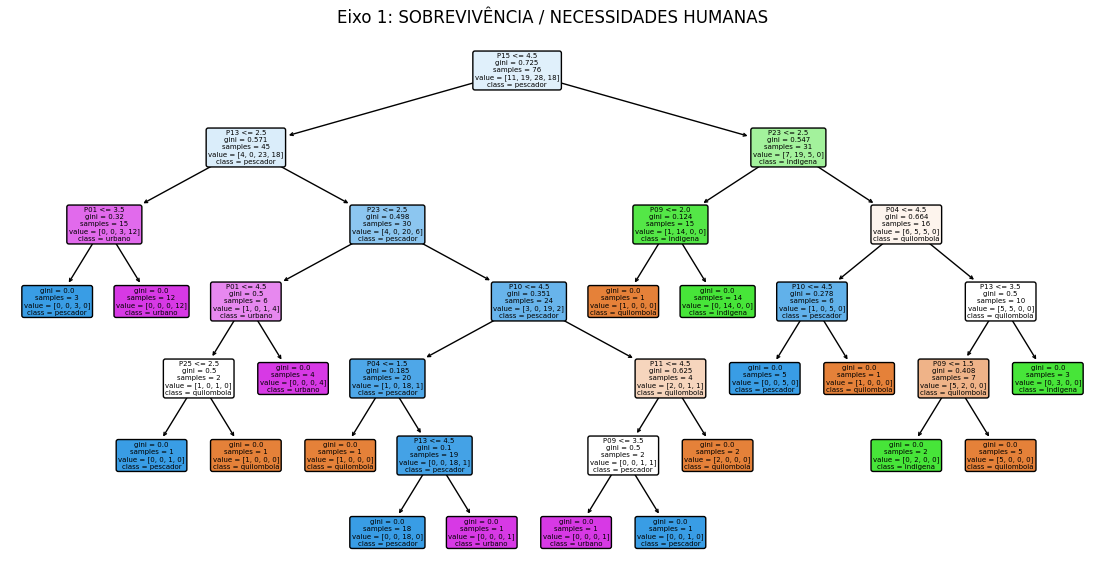 Eixo 1: SOBREVIVÊNCIA / NECESSIDADES HUMANAS
P15 <= 4.5
gini = 0.725
samples = 76
value = [11, 19, 28, 18]
class = pescador
P13 <= 2.5
gini = 0.571
samples = 45
value = [4, 0, 23, 18]
class = pescador
P23 <= 2.5
gini = 0.547
samples = 31
value = [7, 19, 5, 0]
class = indigena
P01 <= 3.5
gini = 0.32
samples = 15
value = [0, 0, 3, 12]
class = urbano
P23 <= 2.5
gini = 0.498
samples = 30
value = [4, 0, 20, 6]
class = pescador
P09 <= 2.0
gini = 0.124
samples = 15
value = [1, 14, 0, 0]
class = indigena
P04 <= 4.5
gini = 0.664
samples = 16
value = [6, 5, 5, 0]
class = quilombola
gini = 0.0
samples = 3
value = [0, 0, 3, 0]
class = pescador
gini = 0.0
samples = 12
value = [0, 0, 0, 12]
class = urbano
P01 <= 4.5
gini = 0.5
samples = 6
value = [1, 0, 1, 4]
class = urbano
P10 <= 4.5
gini = 0.351
samples = 24
value = [3, 0, 19, 2]
class = pescador
gini = 0.0
samples = 1
value = [1, 0, 0, 0]
class = quilombola
gini = 0.0
samples = 14
value = [0, 14, 0, 0]
class = indigena
P10 <= 4.5
gini = 0.278
samples = 6
value = [1, 0, 5, 0]
class = pescador
P13 <= 3.5
gini = 0.5
samples = 10
value = [5, 5, 0, 0]
class = quilombola
P25 <= 2.5
gini = 0.5
samples = 2
value = [1, 0, 1, 0]
class = quilombola
gini = 0.0
samples = 4
value = [0, 0, 0, 4]
class = urbano
P04 <= 1.5
gini = 0.185
samples = 20
value = [1, 0, 18, 1]
class = pescador
P11 <= 4.5
gini = 0.625
samples = 4
value = [2, 0, 1, 1]
class = quilombola
gini = 0.0
samples = 5
value = [0, 0, 5, 0]
class = pescador
gini = 0.0
samples = 1
value = [1, 0, 0, 0]
class = quilombola
P09 <= 1.5
gini = 0.408
samples = 7
value = [5, 2, 0, 0]
class = quilombola
gini = 0.0
samples = 3
value = [0, 3, 0, 0]
class = indigena
gini = 0.0
samples = 1
value = [0, 0, 1, 0]
class = pescador
gini = 0.0
samples = 1
value = [1, 0, 0, 0]
class = quilombola
gini = 0.0
samples = 1
value = [1, 0, 0, 0]
class = quilombola
P13 <= 4.5
gini = 0.1
samples = 19
value = [0, 0, 18, 1]
class = pescador
P09 <= 3.5
gini = 0.5
samples = 2
value = [0, 0, 1, 1]
class = pescador
gini = 0.0
samples = 2
value = [2, 0, 0, 0]
class = quilombola
gini = 0.0
samples = 2
value = [0, 2, 0, 0]
class = indigena
gini = 0.0
samples = 5
value = [5, 0, 0, 0]
class = quilombola
gini = 0.0
samples = 18
value = [0, 0, 18, 0]
class = pescador
gini = 0.0
samples = 1
value = [0, 0, 0, 1]
class = urbano
gini = 0.0
samples = 1
value = [0, 0, 0, 1]
class = urbano
gini = 0.0
samples = 1
value = [0, 0, 1, 0]
class = pescador